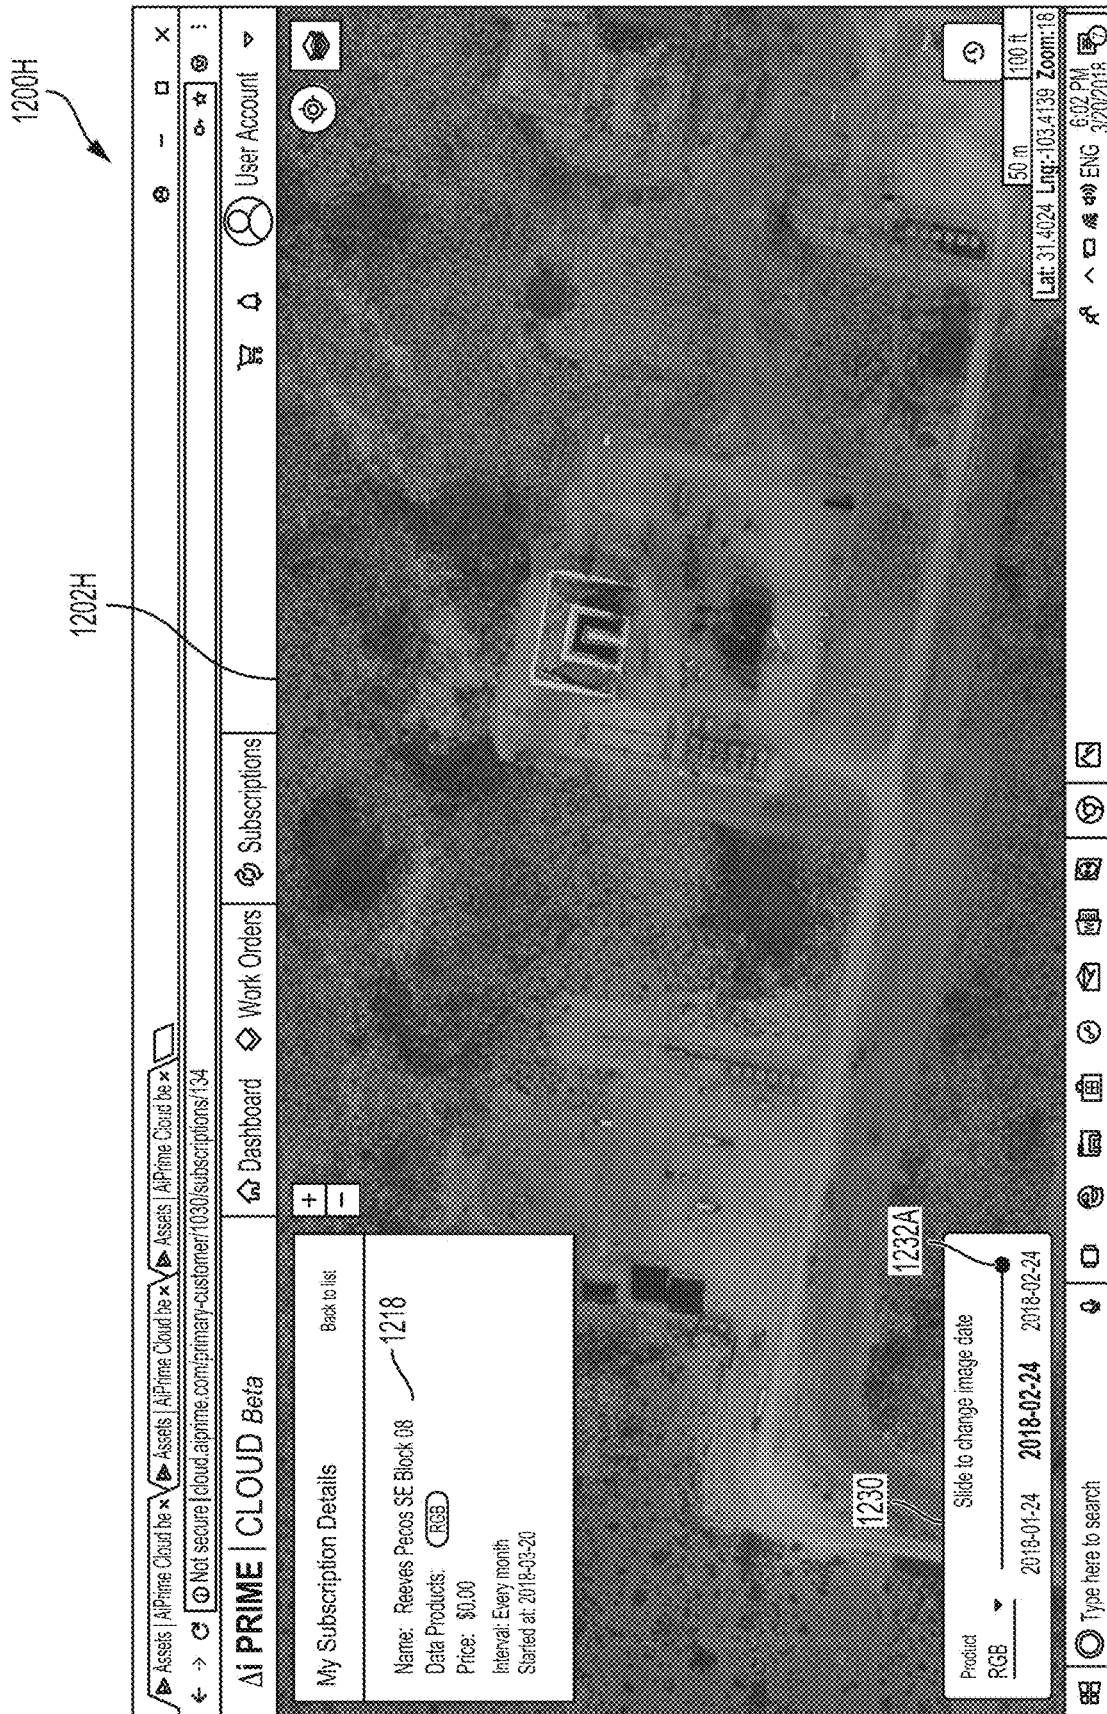 1200H
1202H
Assets | AiPrime Cloud be × Assets | AiPrime Cloud be × Assets | AiPrime Cloud be ×
Not secure | cloud.aiprime.com/primary-customer/1030/subscriptions/134
Ai PRIME | CLOUD Beta
Dashboard
Work Orders
Subscriptions
User Account
My Subscription Details
Back to list
Name: Reeves Pecos SE Block 08
1218
Data Products: RGB
Price: $0.00
Interval: Every month
Started at: 2018-03-20
+
−
1230
1232A
Product
RGB
Slide to change image date
2018-01-24 2018-02-24 2018-02-24
50 m 100 ft
Lat: 31.4024 Lng:-103.4139 Zoom:18
Type here to search
ENG
6:02 PM
3/20/2018